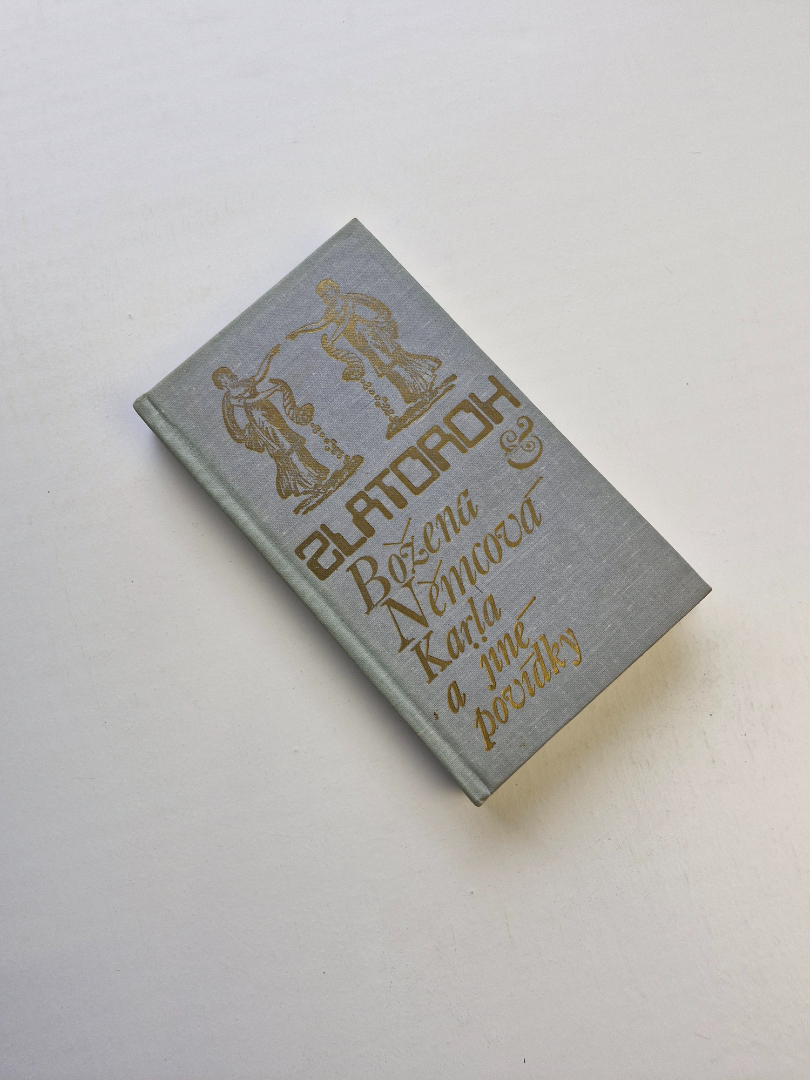 ZLATOROH
&
Božena
Němcová
Karla
a jiné
povídky